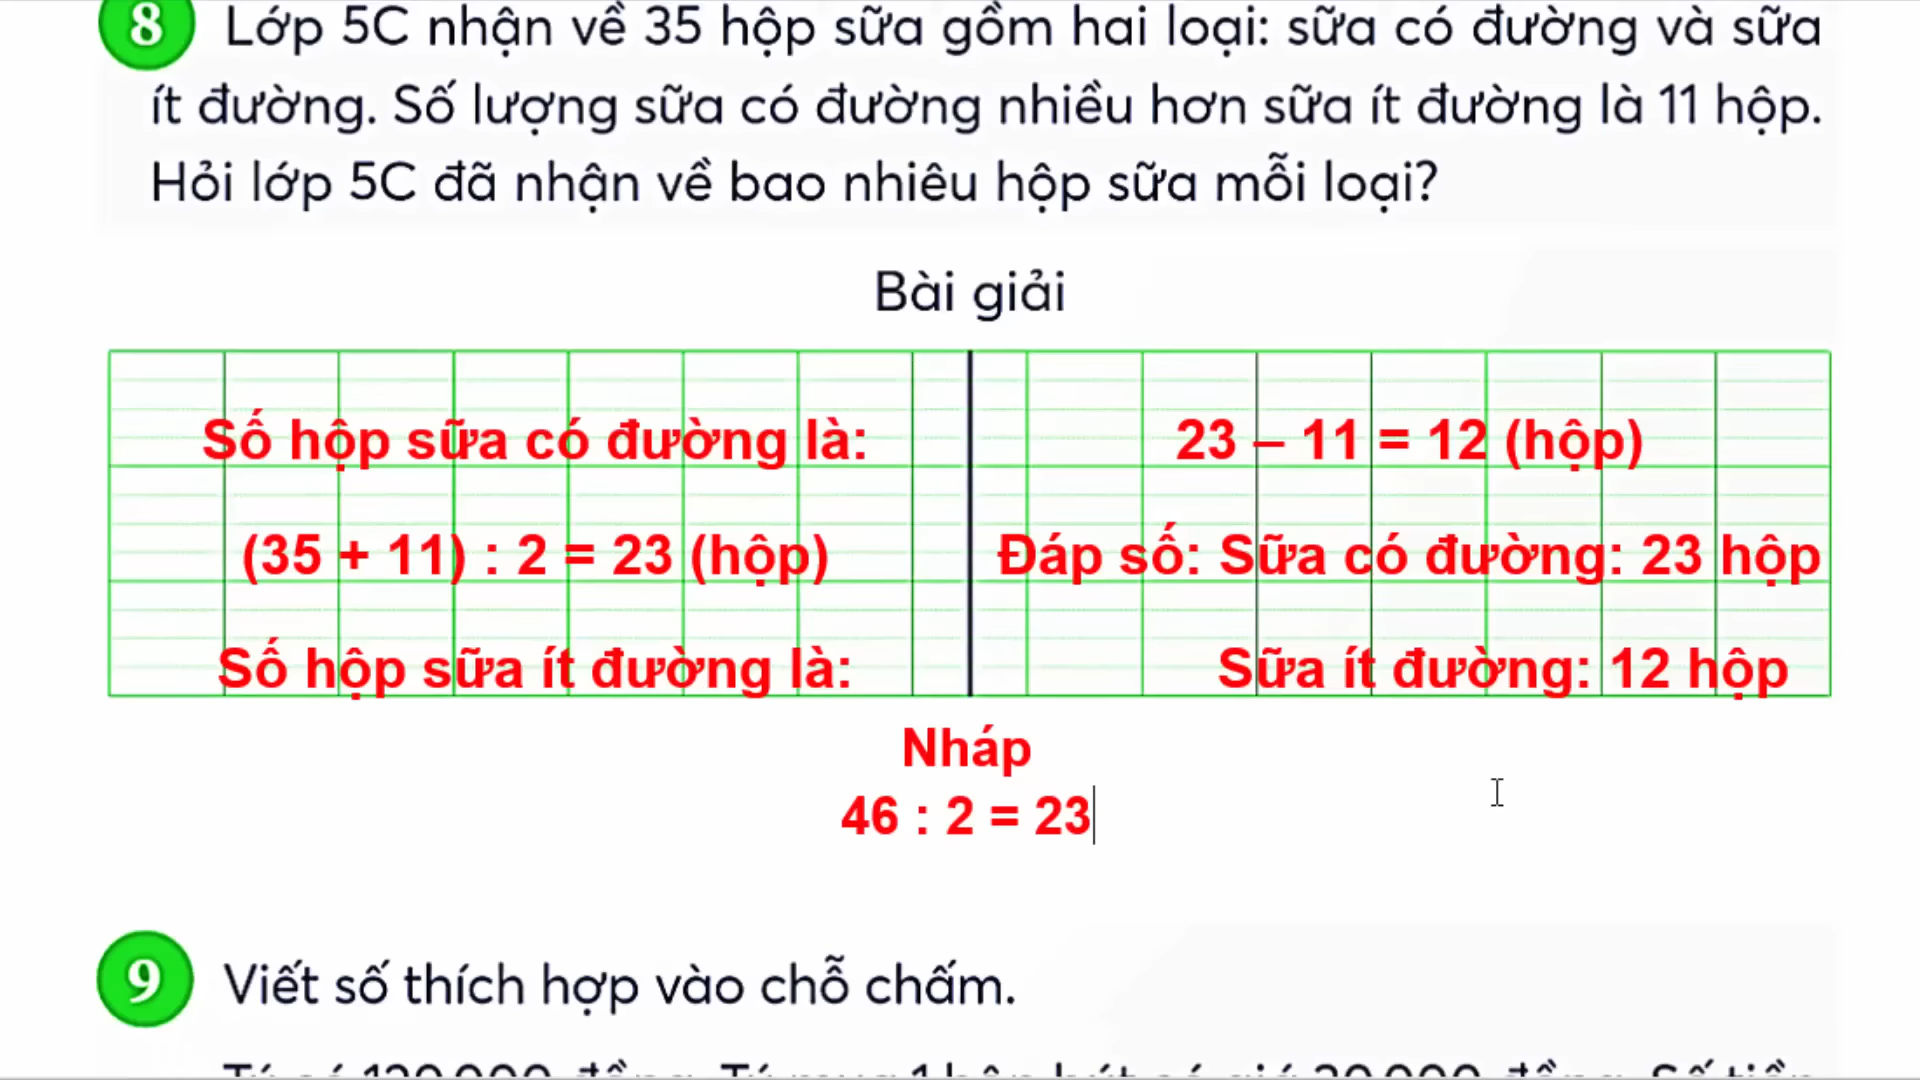 8 Lớp 5C nhận về 35 hộp sữa gồm hai loại: sữa có đường và sữa
ít đường. Số lượng sữa có đường nhiều hơn sữa ít đường là 11 hộp.
Hỏi lớp 5C đã nhận về bao nhiêu hộp sữa mỗi loại?
Bài giải
Số hộp sữa có đường là:
(35 + 11) : 2 = 23 (hộp)
Số hộp sữa ít đường là:
23 – 11 = 12 (hộp)
Đáp số: Sữa có đường: 23 hộp
Sữa ít đường: 12 hộp
Nháp
46 : 2 = 23
9 Viết số thích hợp vào chỗ chấm.